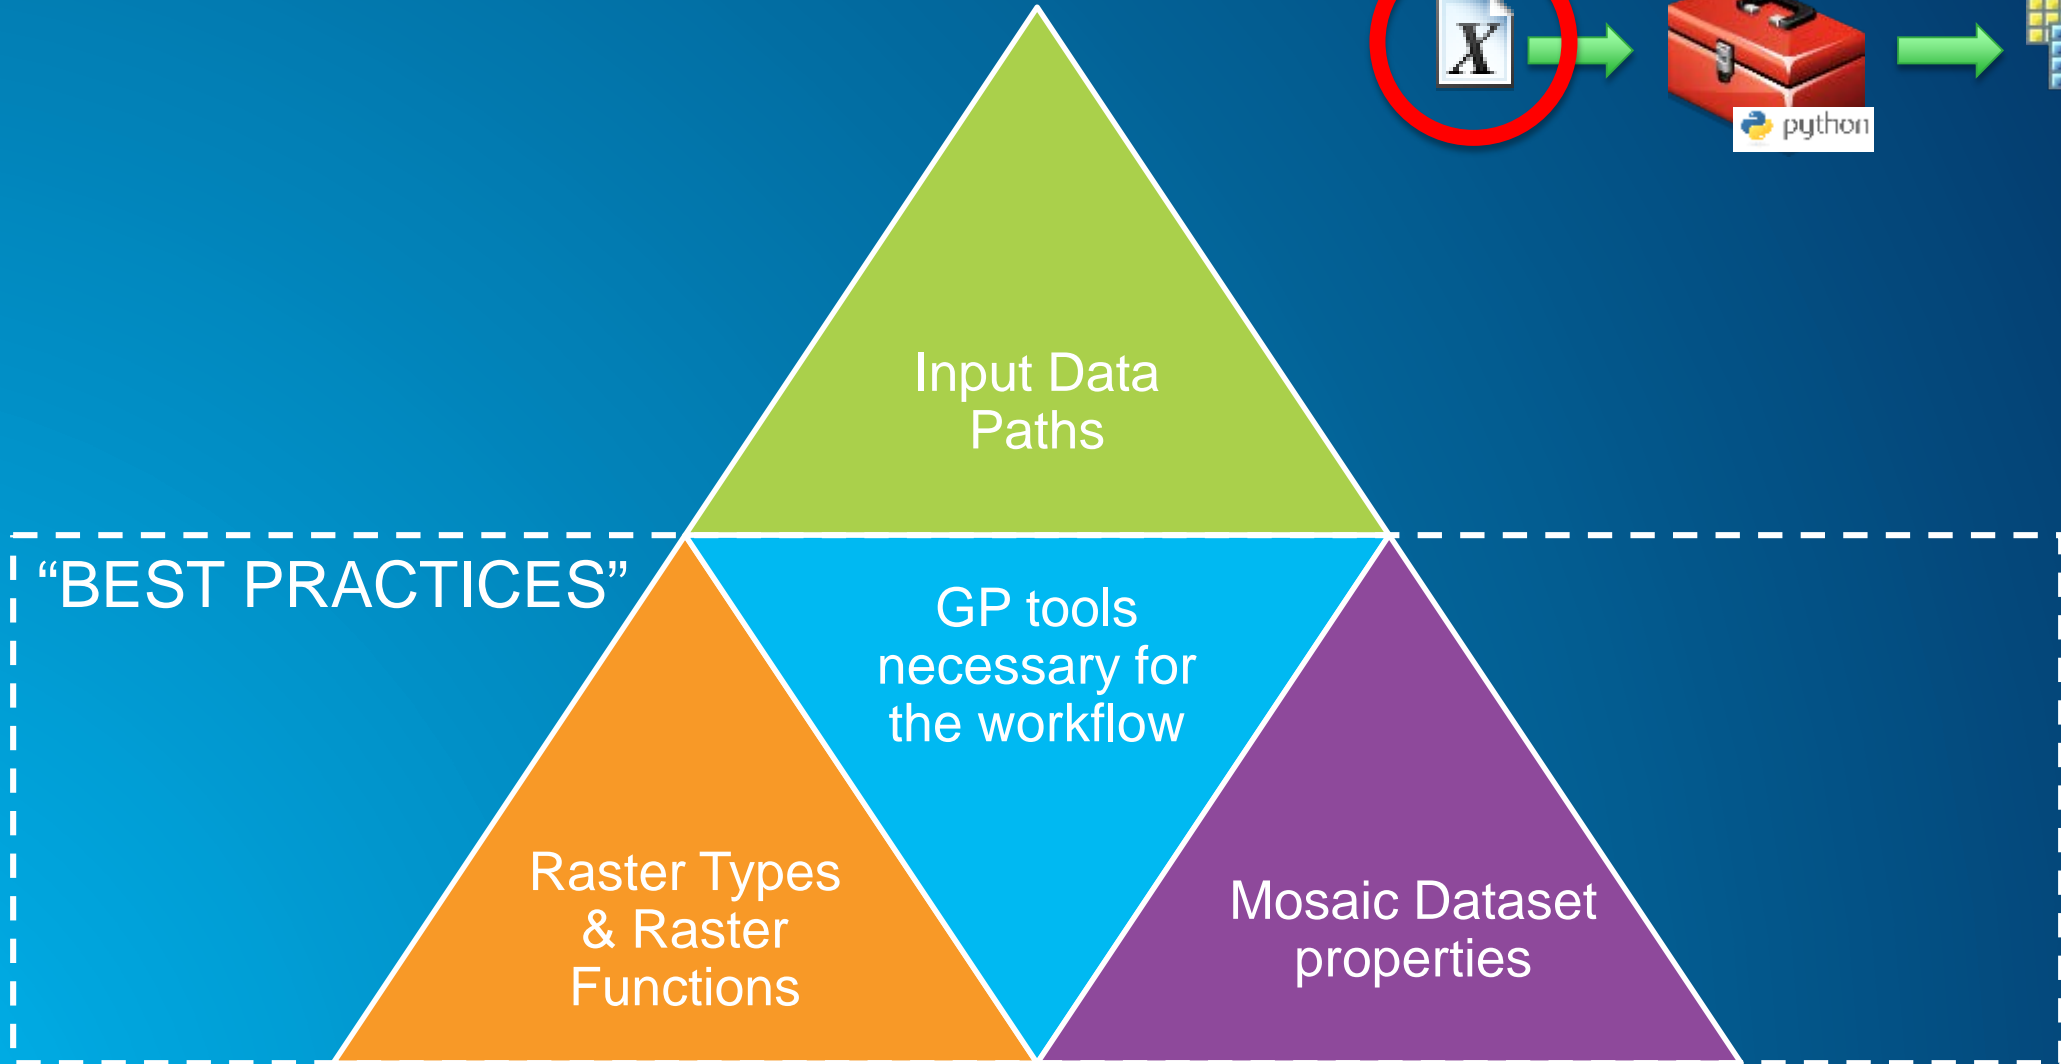 X
python
Input Data
Paths
“BEST PRACTICES”
GP tools
necessary for
the workflow
Raster Types
& Raster
Functions
Mosaic Dataset
properties